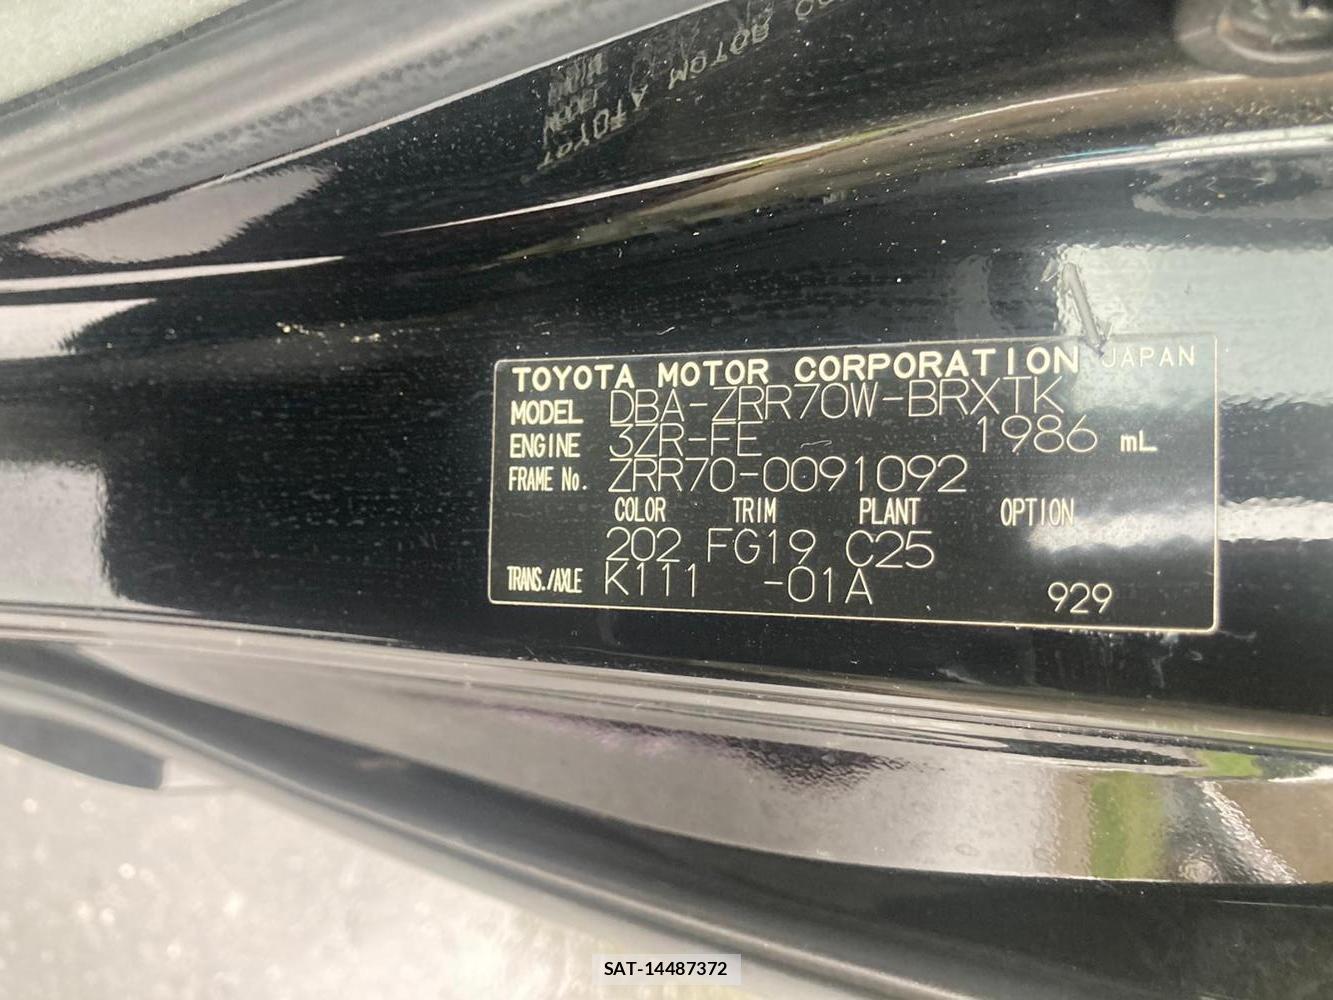 TOYOTA MOTOR CORPORATION JAPAN
MODEL DBA-ZRR70W-BRXTK
ENGINE 3ZR-FE 1986 mL
FRAME No. ZRR70-0091092
COLOR TRIM PLANT OPTION
202 FG19 C25
TRANS./AXLE K111 -01A 929
SAT-14487372